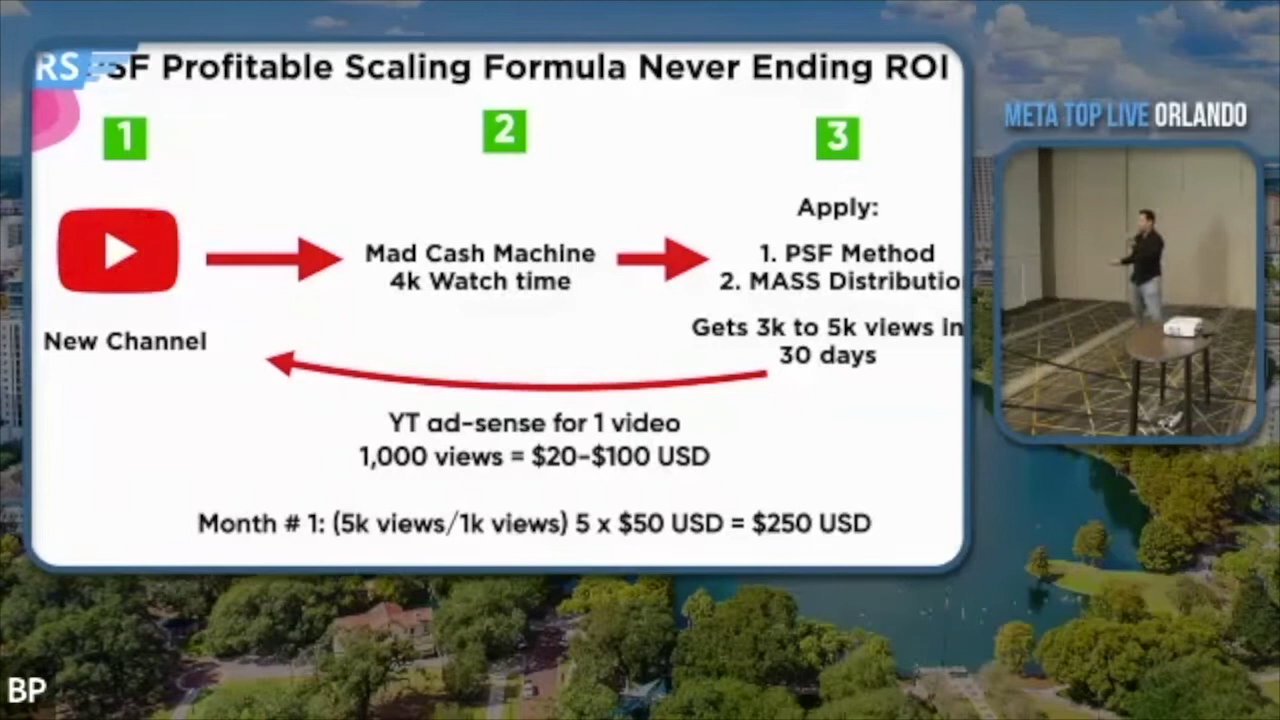 RS
SF Profitable Scaling Formula Never Ending ROI
META TOP LIVE ORLANDO
1
2
3
Apply:
Mad Cash Machine
4k Watch time
1. PSF Method
2. MASS Distributio
New Channel
Gets 3k to 5k views in
30 days
YT ad-sense for 1 video
1,000 views = $20-$100 USD
Month # 1: (5k views/1k views) 5 x $50 USD = $250 USD
BP